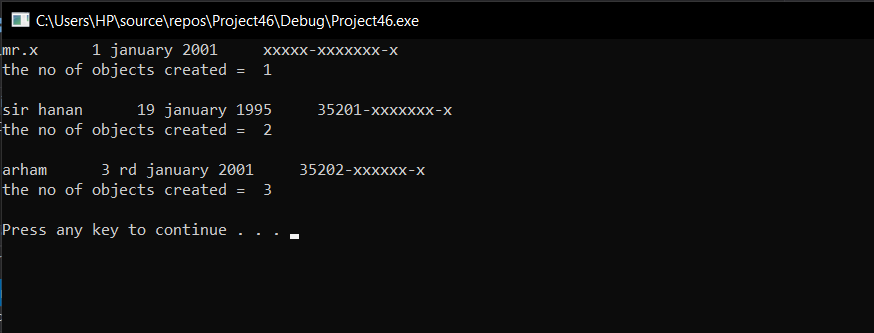 C:\Users\HP\source\repos\Project46\Debug\Project46.exe
mr.x      1 january 2001     xxxxx-xxxxxxx-x
the no of objects created =  1
sir hanan      19 january 1995     35201-xxxxxxx-x
the no of objects created =  2
arham      3 rd january 2001     35202-xxxxxx-x
the no of objects created =  3
Press any key to continue . . .